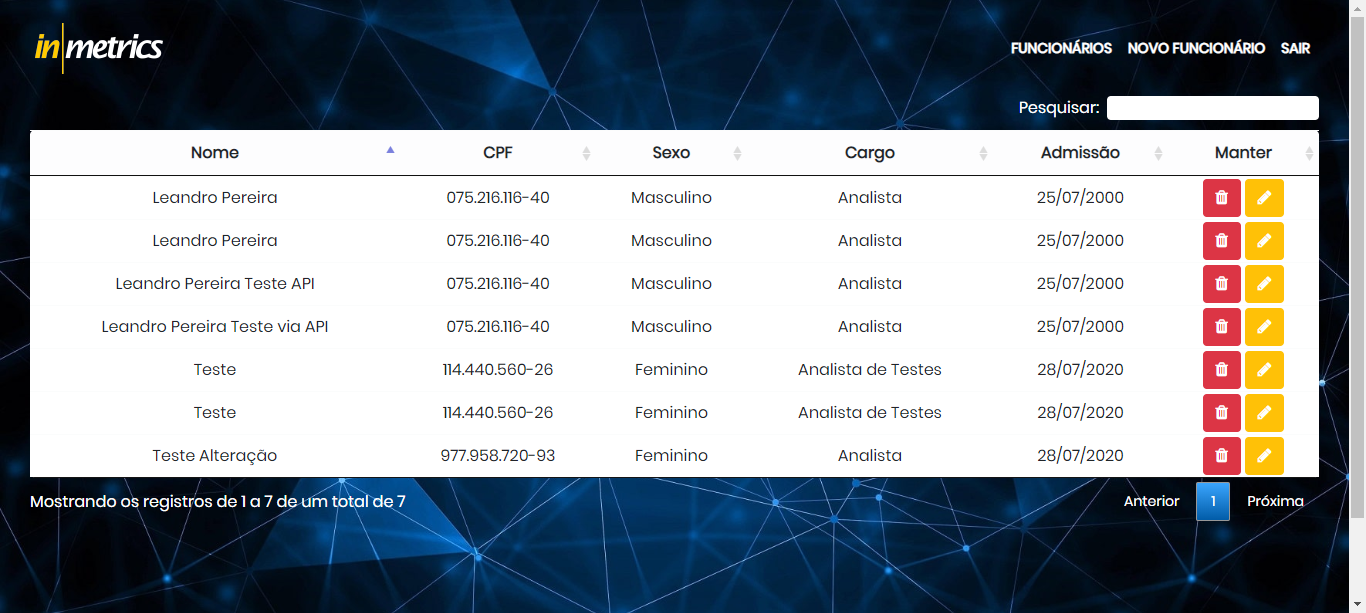 in|metrics
FUNCIONÁRIOS NOVO FUNCIONÁRIO SAIR
Pesquisar:
Nome CPF Sexo Cargo Admissão Manter
Leandro Pereira 075.216.116-40 Masculino Analista 25/07/2000
Leandro Pereira 075.216.116-40 Masculino Analista 25/07/2000
Leandro Pereira Teste API 075.216.116-40 Masculino Analista 25/07/2000
Leandro Pereira Teste via API 075.216.116-40 Masculino Analista 25/07/2000
Teste 114.440.560-26 Feminino Analista de Testes 28/07/2020
Teste 114.440.560-26 Feminino Analista de Testes 28/07/2020
Teste Alteração 977.958.720-93 Feminino Analista 28/07/2020
Mostrando os registros de 1 a 7 de um total de 7 Anterior 1 Próxima